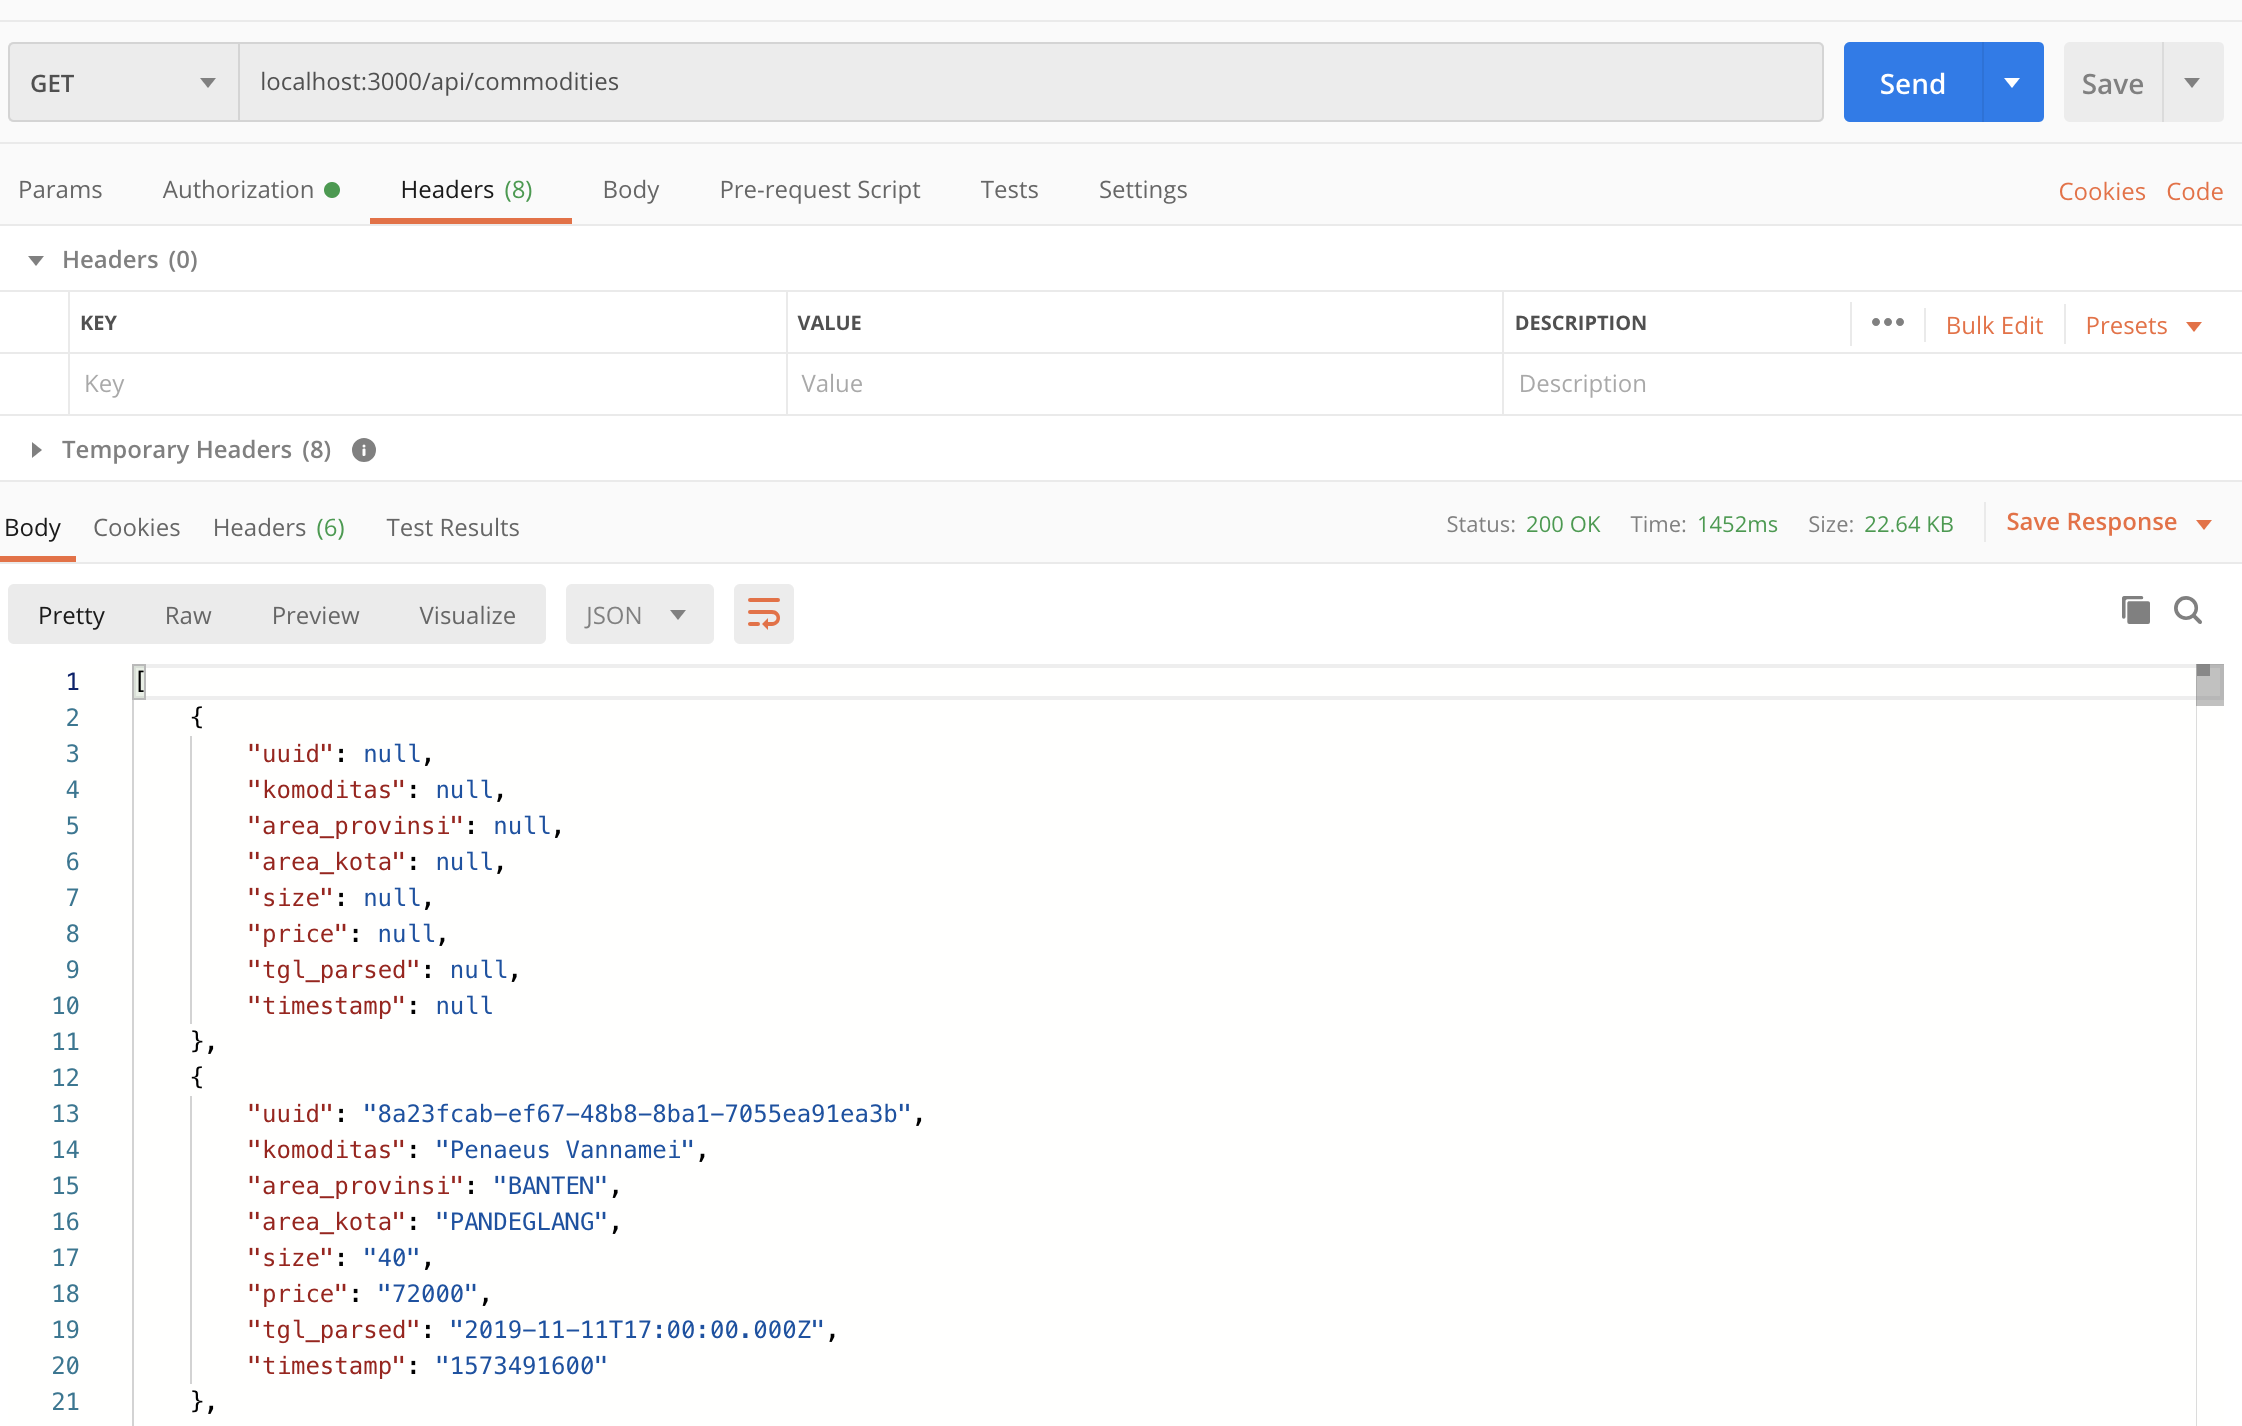 GET localhost:3000/api/commodities Send Save
Params Authorization Headers (8) Body Pre-request Script Tests Settings Cookies Code
Headers (0)
KEY VALUE DESCRIPTION ••• Bulk Edit Presets
Key Value Description
Temporary Headers (8) i
Body Cookies Headers (6) Test Results Status: 200 OK Time: 1452ms Size: 22.64 KB Save Response
Pretty Raw Preview Visualize JSON
1 [
2 {
3 "uuid": null,
4 "komoditas": null,
5 "area_provinsi": null,
6 "area_kota": null,
7 "size": null,
8 "price": null,
9 "tgl_parsed": null,
10 "timestamp": null
11 },
12 {
13 "uuid": "8a23fcab-ef67-48b8-8ba1-7055ea91ea3b",
14 "komoditas": "Penaeus Vannamei",
15 "area_provinsi": "BANTEN",
16 "area_kota": "PANDEGLANG",
17 "size": "40",
18 "price": "72000",
19 "tgl_parsed": "2019-11-11T17:00:00.000Z",
20 "timestamp": "1573491600"
21 },